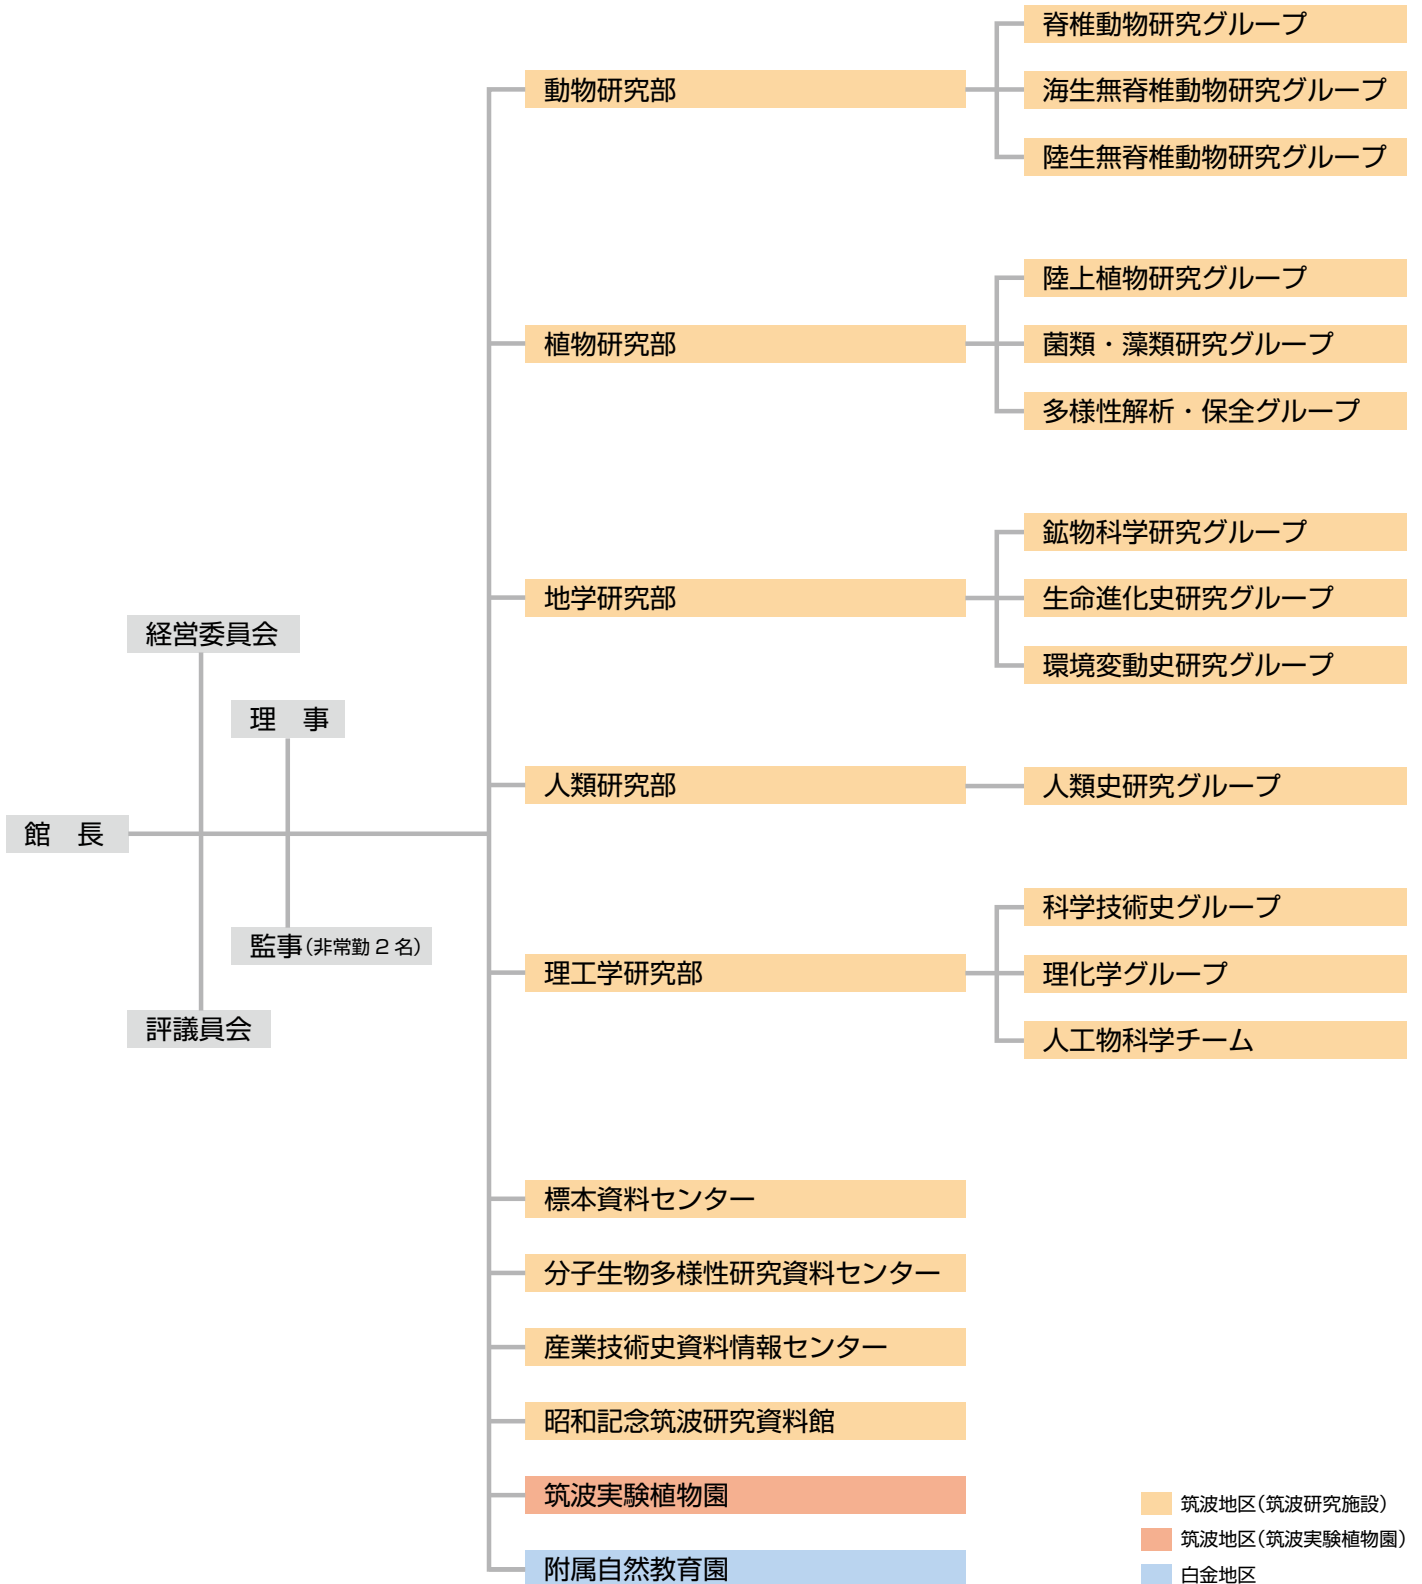 館　長
経営委員会
理　事
監事(非常勤 2 名)
評議員会
動物研究部
脊椎動物研究グループ
海生無脊椎動物研究グループ
陸生無脊椎動物研究グループ
植物研究部
陸上植物研究グループ
菌類・藻類研究グループ
多様性解析・保全グループ
地学研究部
鉱物科学研究グループ
生命進化史研究グループ
環境変動史研究グループ
人類研究部
人類史研究グループ
理工学研究部
科学技術史グループ
理化学グループ
人工物科学チーム
標本資料センター
分子生物多様性研究資料センター
産業技術史資料情報センター
昭和記念筑波研究資料館
筑波実験植物園
附属自然教育園
筑波地区(筑波研究施設)
筑波地区(筑波実験植物園)
白金地区